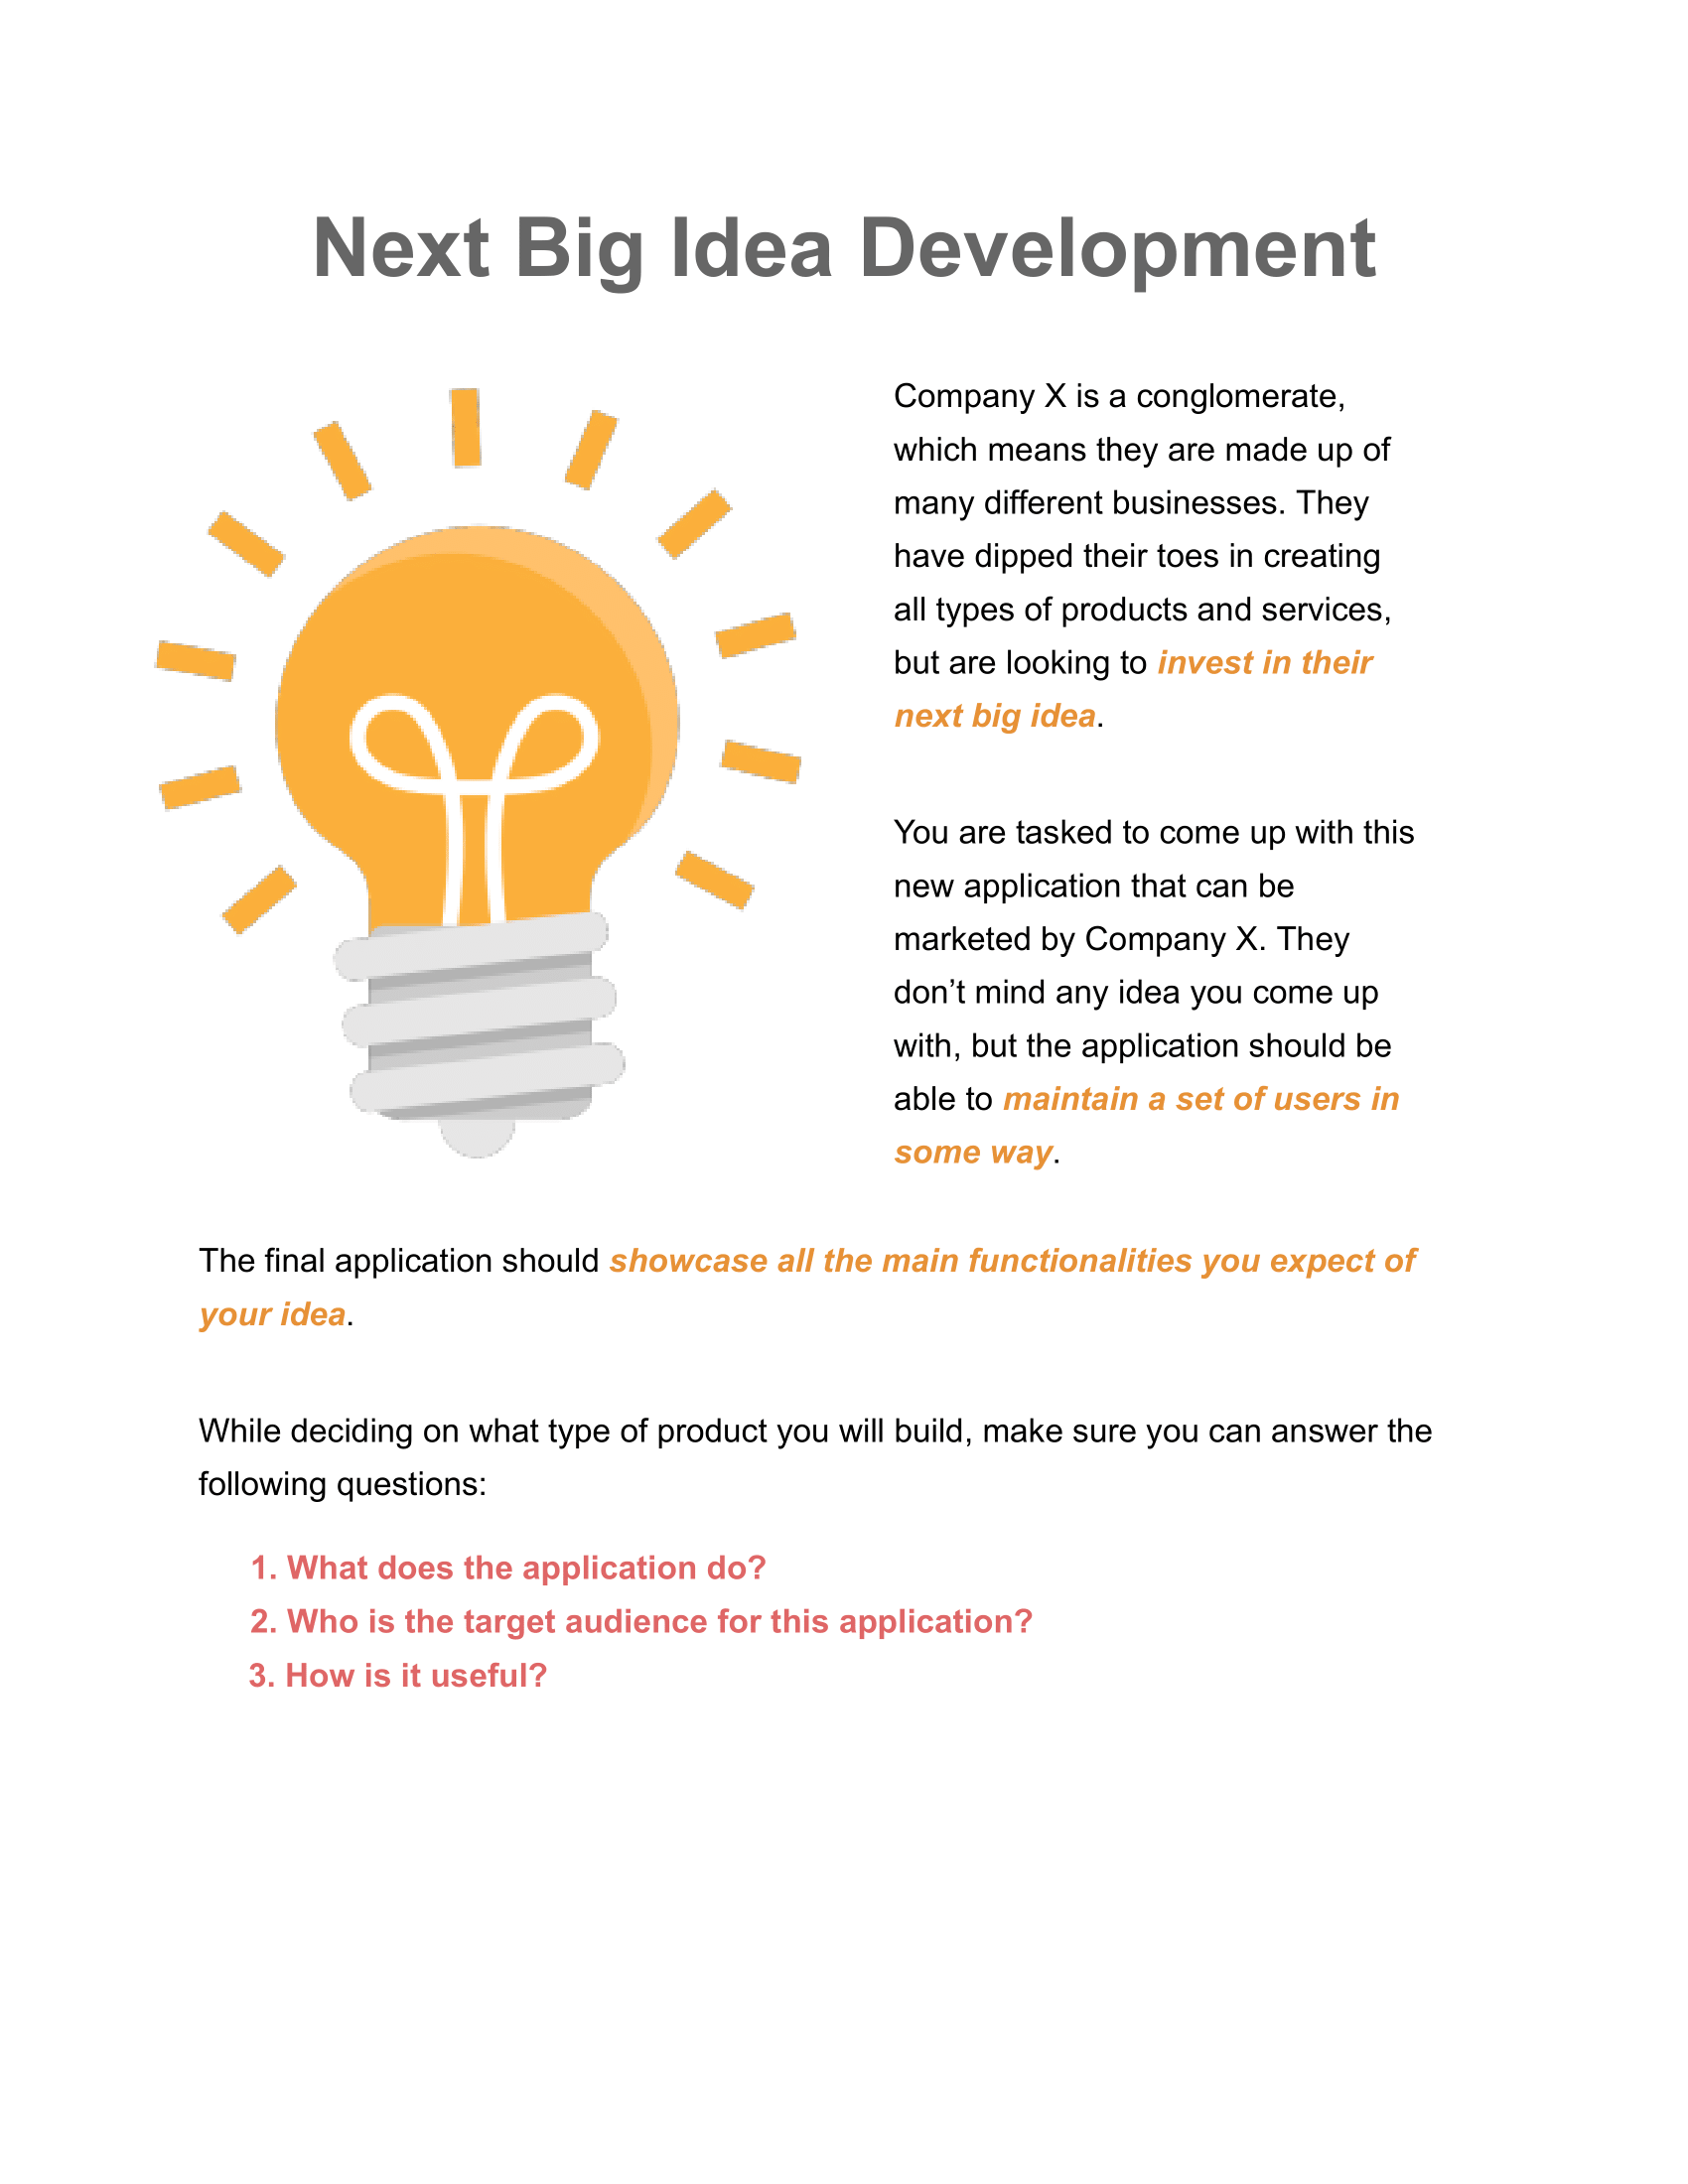 Next Big Idea Development
Company X is a conglomerate,
which means they are made up of
many different businesses. They
have dipped their toes in creating
all types of products and services,
but are looking to invest in their
next big idea.
You are tasked to come up with this
new application that can be
marketed by Company X. They
don’t mind any idea you come up
with, but the application should be
able to maintain a set of users in
some way.
The final application should showcase all the main functionalities you expect of
your idea.
While deciding on what type of product you will build, make sure you can answer the
following questions:
1. What does the application do?
2. Who is the target audience for this application?
3. How is it useful?